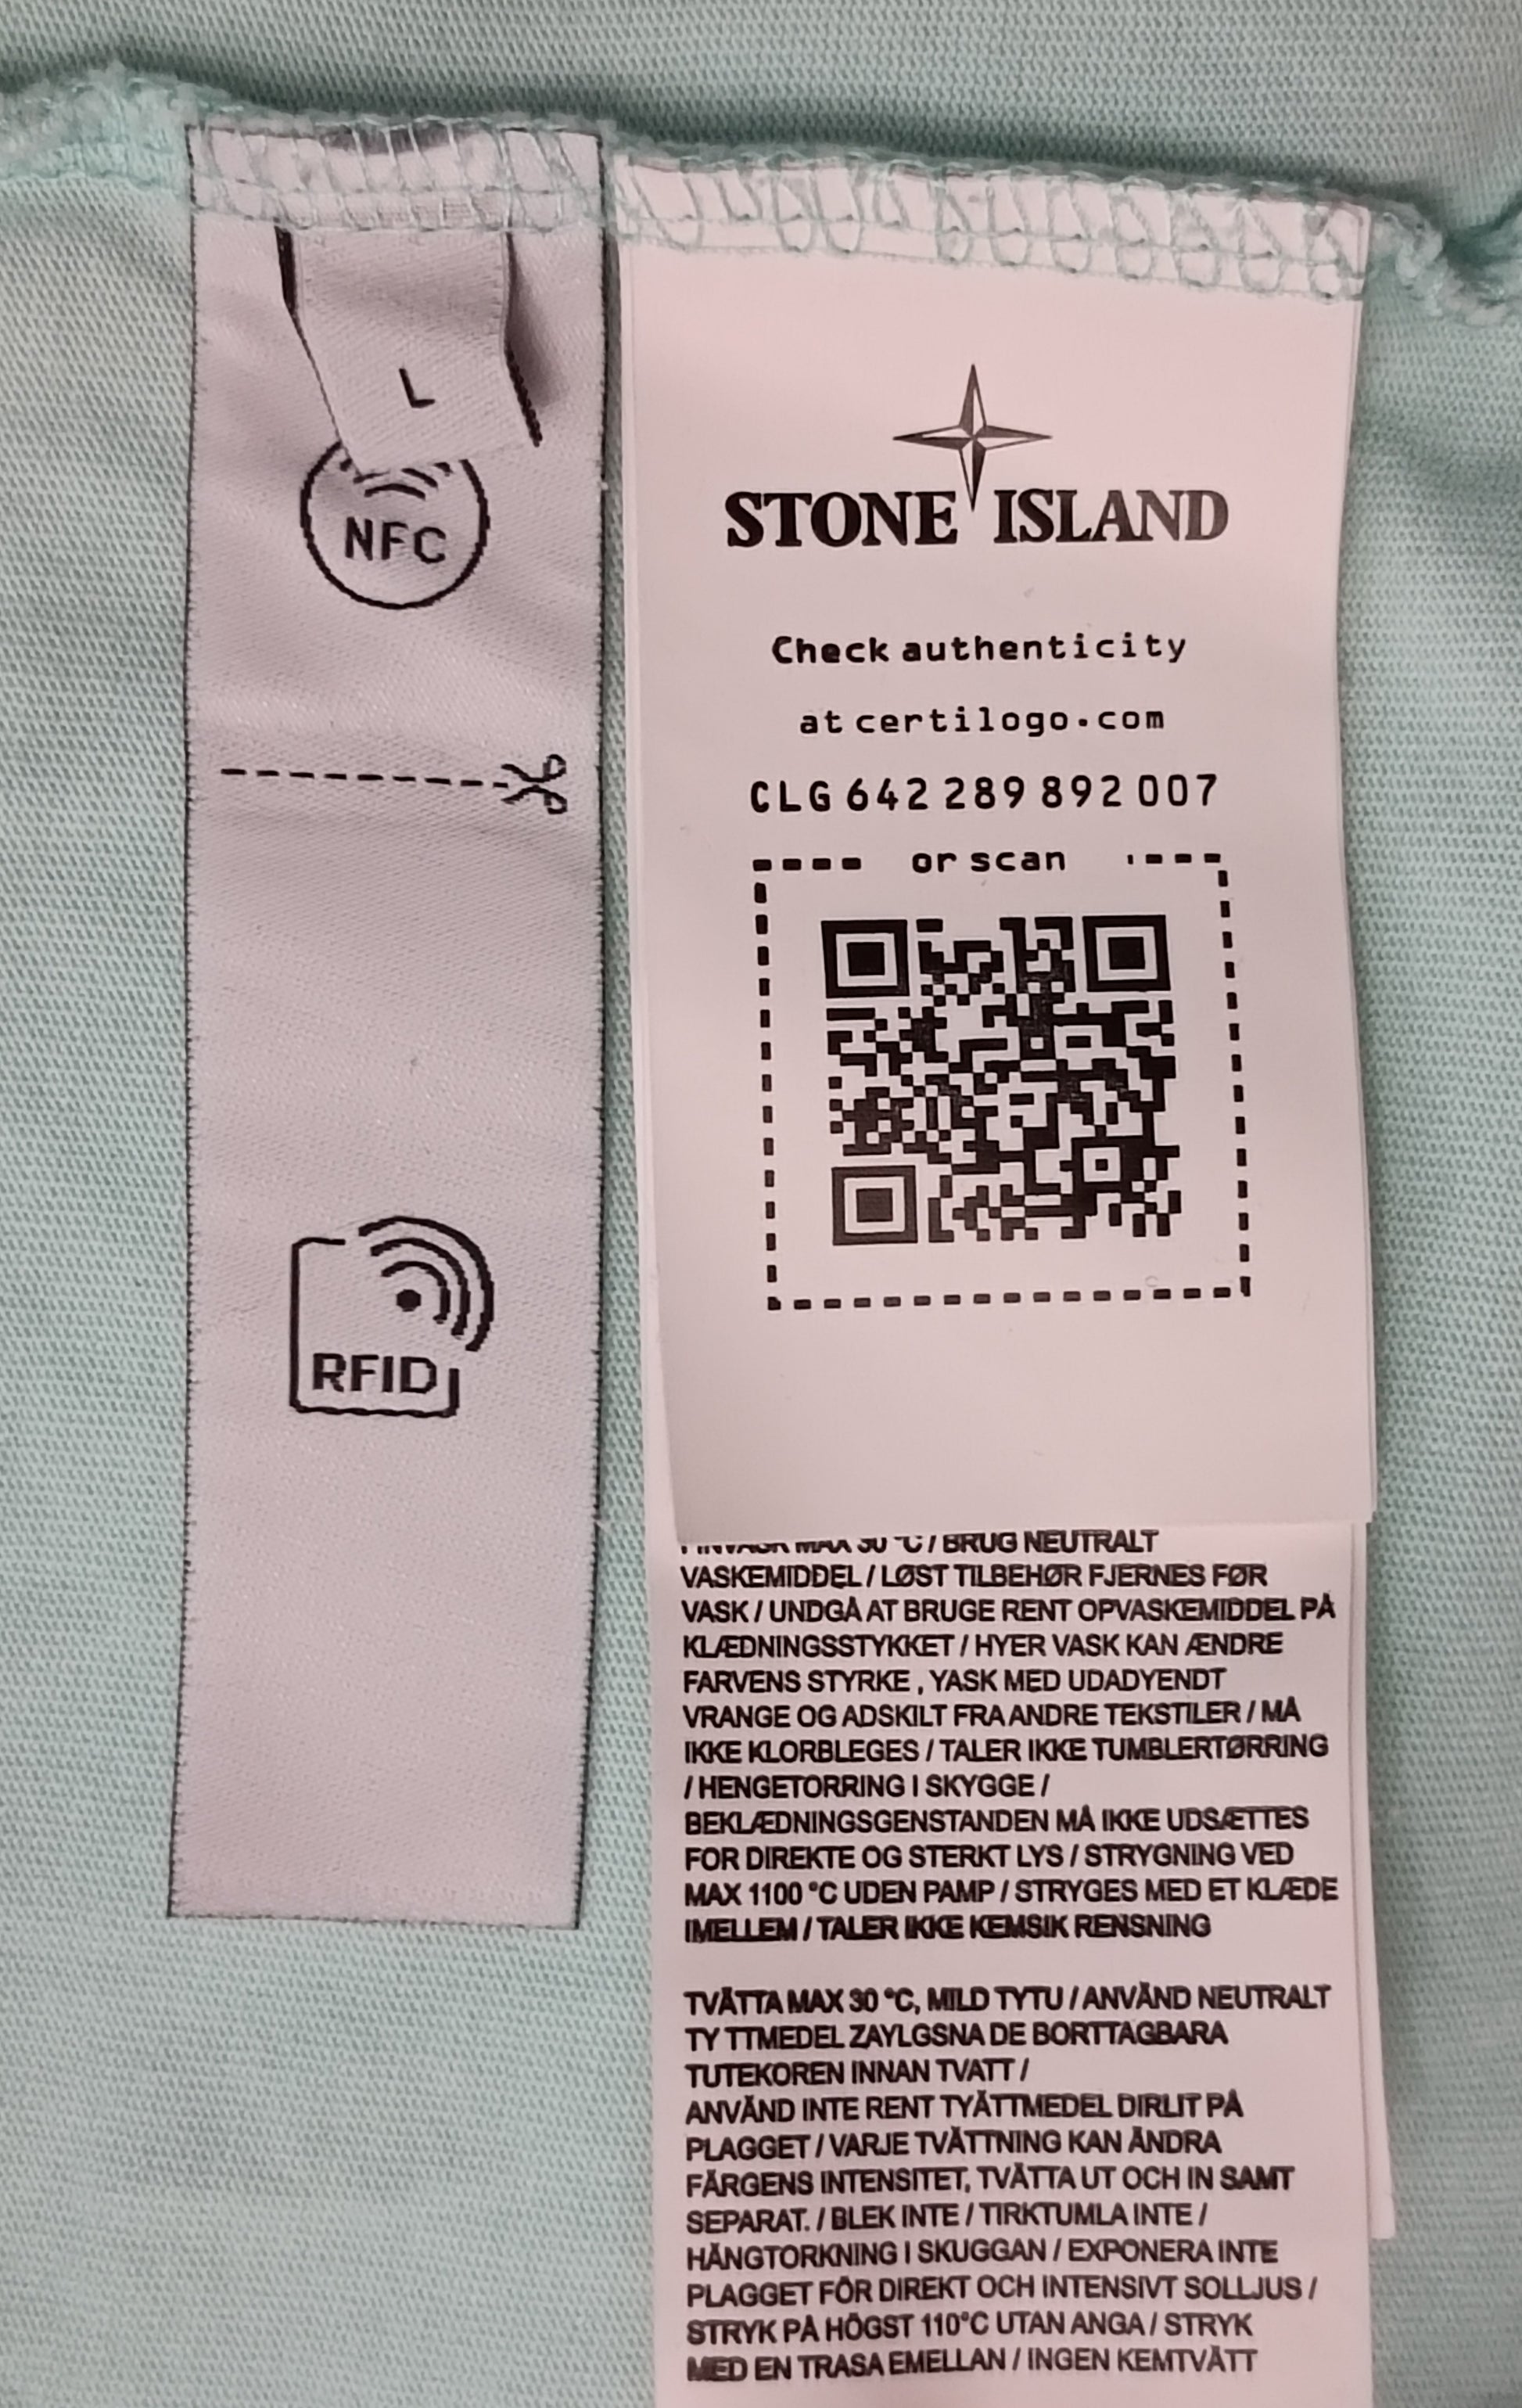 L
NFC
RFID
STONE ISLAND
Check authenticity
at certilogo.com
CLG 642 289 892 007
or scan
MAX 30 °C / BRUG NEUTRALT
VASKEMIDDEL / LØST TILBEHØR FJERNES FØR
VASK / UNDGÅ AT BRUGE RENT OPVASKEMIDDEL PÅ
KLÆDNINGSSTYKKET / HYER VASK KAN ÆNDRE
FARVENS STYRKE , YASK MED UDADYENDT
VRANGE OG ADSKILT FRA ANDRE TEKSTILER / MÅ
IKKE KLORBLEGES / TALER IKKE TUMBLERTØRRING
/ HENGETORRING I SKYGGE /
BEKLÆDNINGSGENSTANDEN MÅ IKKE UDSÆTTES
FOR DIREKTE OG STERKT LYS / STRYGNING VED
MAX 1100 °C UDEN PAMP / STRYGES MED ET KLÆDE
IMELLEM / TALER IKKE KEMSIK RENSNING
TVÄTTA MAX 30 °C, MILD TYTU / ANVÄND NEUTRALT
TY TTMEDEL ZAYLGSNA DE BORTTAGBARA
TUTEKOREN INNAN TVATT /
ANVÄND INTE RENT TYÄTTMEDEL DIRLIT PÅ
PLAGGET / VARJE TVÄTTNING KAN ÄNDRA
FÄRGENS INTENSITET, TVÄTTA UT OCH IN SAMT
SEPARAT. / BLEK INTE / TIRKTUMLA INTE /
HÄNGTORKNING I SKUGGAN / EXPONERA INTE
PLAGGET FÖR DIREKT OCH INTENSIVT SOLLJUS /
STRYK PÅ HÖGST 110°C UTAN ANGA / STRYK
MED EN TRASA EMELLAN / INGEN KEMTVÄTT